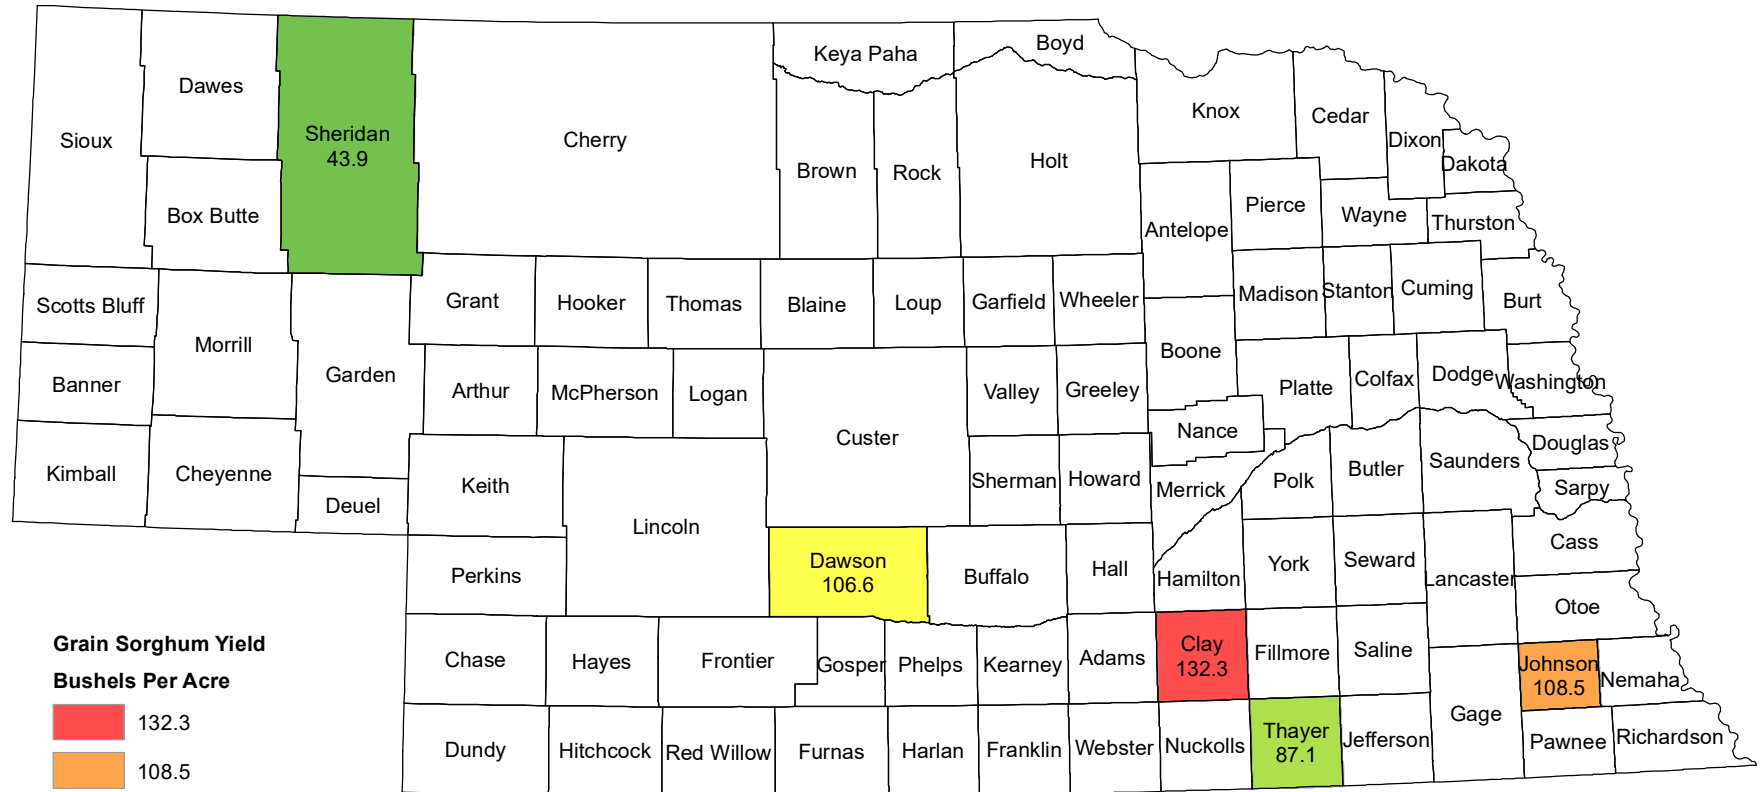 Keya Paha
Boyd
Dawes
Knox
Cedar
Sioux
Sheridan
43.9
Cherry
Brown
Rock
Holt
Dixon
Dakota
Box Butte
Antelope
Pierce
Wayne
Thurston
Scotts Bluff
Grant
Hooker
Thomas
Blaine
Loup
Garfield
Wheeler
Madison
Stanton
Cuming
Burt
Morrill
Boone
Banner
Garden
Arthur
McPherson
Logan
Valley
Greeley
Platte
Colfax
Dodge
Washington
Custer
Nance
Douglas
Kimball
Cheyenne
Keith
Sherman
Howard
Merrick
Polk
Butler
Saunders
Sarpy
Deuel
Lincoln
Cass
Perkins
Dawson
106.6
Buffalo
Hall
Hamilton
York
Seward
Lancaster
Otoe
Grain Sorghum Yield
Bushels Per Acre
132.3
108.5
Chase
Hayes
Frontier
Gosper
Phelps
Kearney
Adams
Clay
132.3
Fillmore
Saline
Johnson
108.5
Nemaha
Dundy
Hitchcock
Red Willow
Furnas
Harlan
Franklin
Webster
Nuckolls
Thayer
87.1
Jefferson
Gage
Pawnee
Richardson